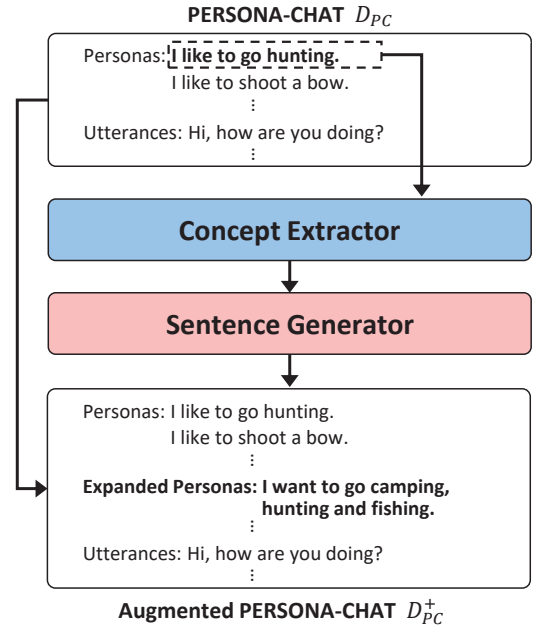 PERSONA-CHAT D_PC
Personas: I like to go hunting.
I like to shoot a bow.
⋮
Utterances: Hi, how are you doing?
⋮
Concept Extractor
Sentence Generator
Personas: I like to go hunting.
I like to shoot a bow.
⋮
Expanded Personas: I want to go camping,
hunting and fishing.
⋮
Utterances: Hi, how are you doing?
⋮
Augmented PERSONA-CHAT D_PC^+